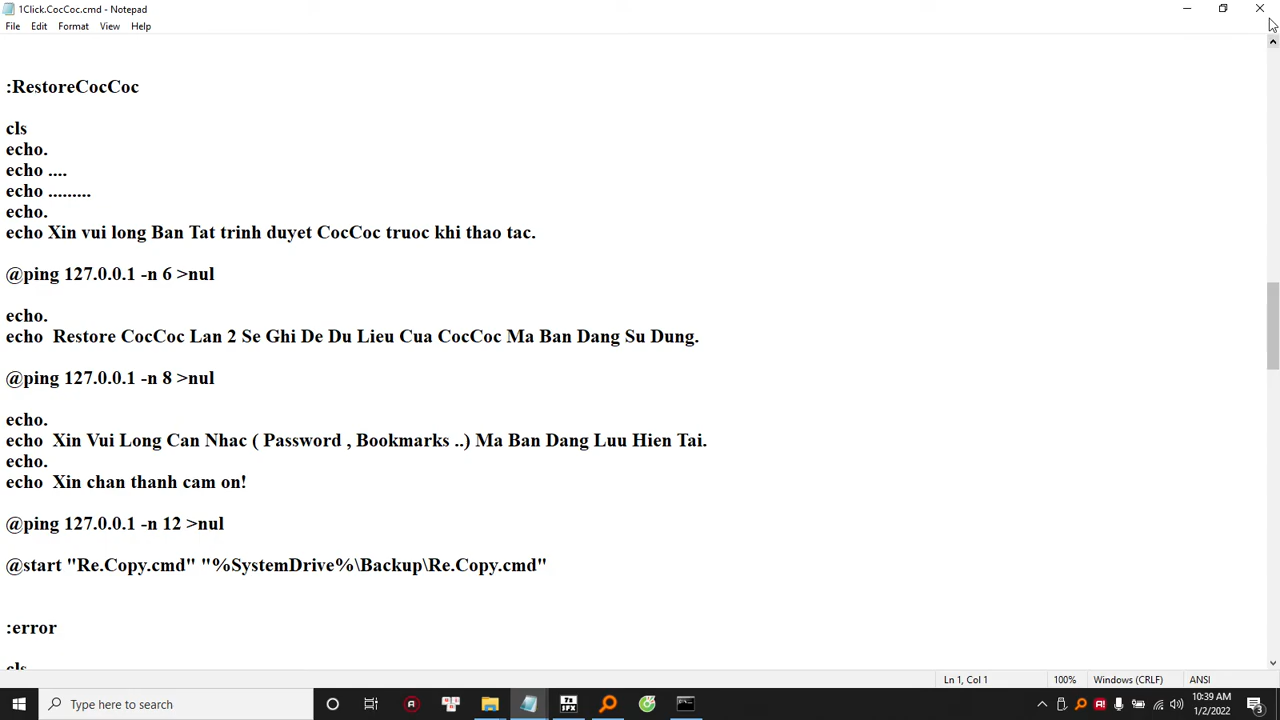 1Click.CocCoc.cmd - Notepad
File Edit Format View Help
:RestoreCocCoc
cls
echo.
echo ....
echo .........
echo.
echo Xin vui long Ban Tat trinh duyet CocCoc truoc khi thao tac.
@ping 127.0.0.1 -n 6 >nul
echo.
echo  Restore CocCoc Lan 2 Se Ghi De Du Lieu Cua CocCoc Ma Ban Dang Su Dung.
@ping 127.0.0.1 -n 8 >nul
echo.
echo  Xin Vui Long Can Nhac ( Password , Bookmarks ..) Ma Ban Dang Luu Hien Tai.
echo.
echo  Xin chan thanh cam on!
@ping 127.0.0.1 -n 12 >nul
@start "Re.Copy.cmd" "%SystemDrive%\Backup\Re.Copy.cmd"
:error
cls
Ln 1, Col 1 100% Windows (CRLF) ANSI
Type here to search
10:39 AM
1/2/2022
3